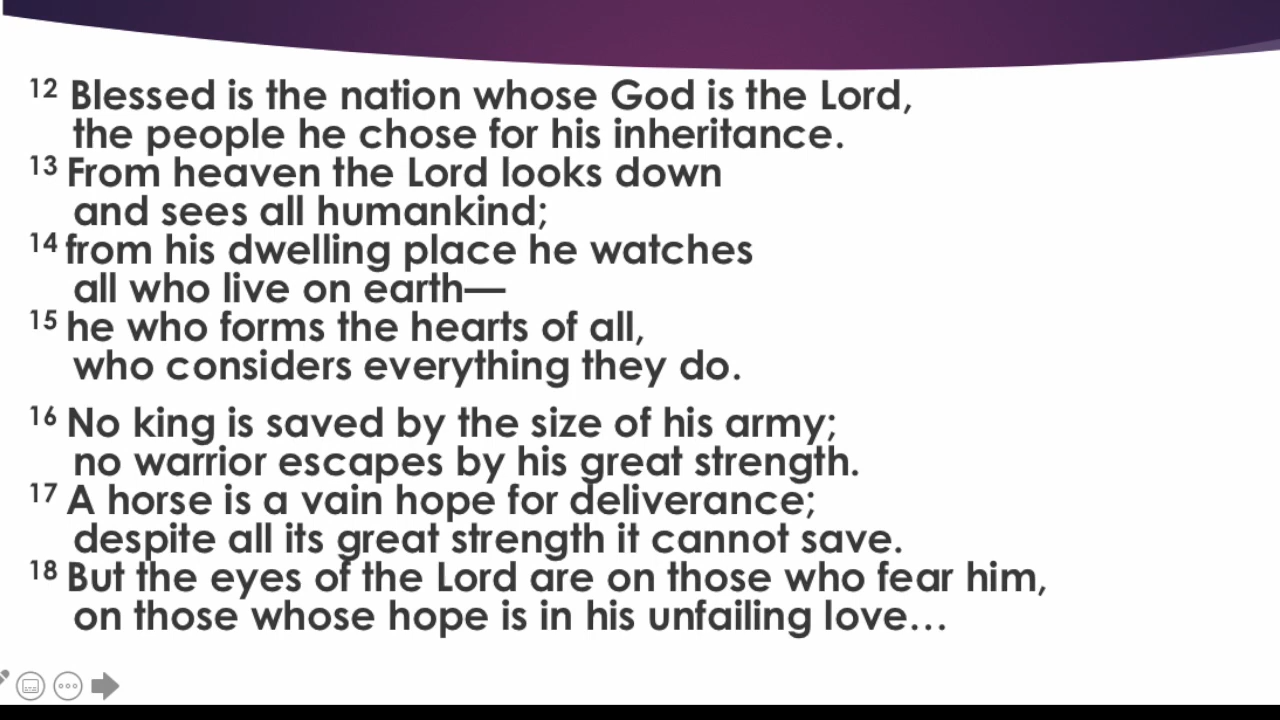 12 Blessed is the nation whose God is the Lord,
the people he chose for his inheritance.
13 From heaven the Lord looks down
and sees all humankind;
14 from his dwelling place he watches
all who live on earth—
15 he who forms the hearts of all,
who considers everything they do.
16 No king is saved by the size of his army;
no warrior escapes by his great strength.
17 A horse is a vain hope for deliverance;
despite all its great strength it cannot save.
18 But the eyes of the Lord are on those who fear him,
on those whose hope is in his unfailing love…